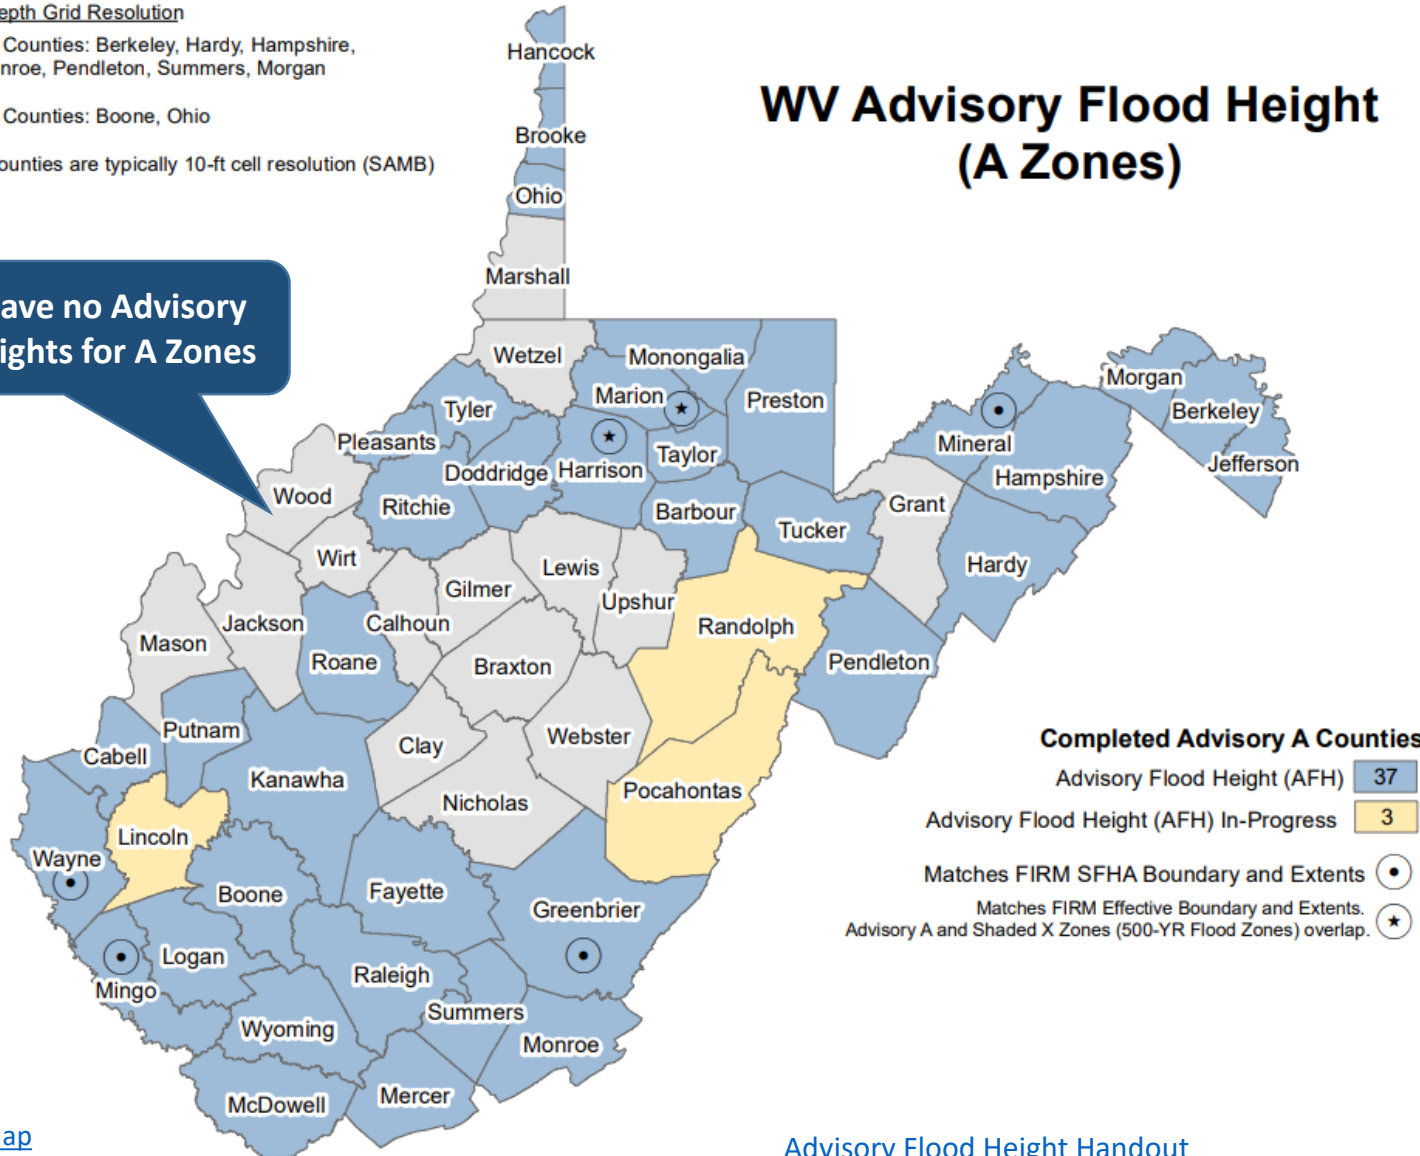 epth Grid Resolution
Counties: Berkeley, Hardy, Hampshire,
nroe, Pendleton, Summers, Morgan
Counties: Boone, Ohio
ounties are typically 10-ft cell resolution (SAMB)
WV Advisory Flood Height
(A Zones)
ave no Advisory
ights for A Zones
Hancock
Brooke
Ohio
Marshall
Wetzel
Monongalia
Marion
Preston
Tyler
Pleasants
Doddridge
Harrison
Taylor
Ritchie
Wood
Barbour
Tucker
Wirt
Morgan
Berkeley
Mineral
Jefferson
Hampshire
Grant
Hardy
Lewis
Gilmer
Upshur
Jackson
Calhoun
Randolph
Mason
Roane
Braxton
Pendleton
Putnam
Clay
Webster
Cabell
Kanawha
Nicholas
Pocahontas
Lincoln
Wayne
Boone
Fayette
Greenbrier
Logan
Raleigh
Mingo
Summers
Wyoming
Monroe
McDowell
Mercer
Completed Advisory A Counties
Advisory Flood Height (AFH) 37
Advisory Flood Height (AFH) In-Progress 3
Matches FIRM SFHA Boundary and Extents
Matches FIRM Effective Boundary and Extents.
Advisory A and Shaded X Zones (500-YR Flood Zones) overlap.
ap
Advisory Flood Height Handout